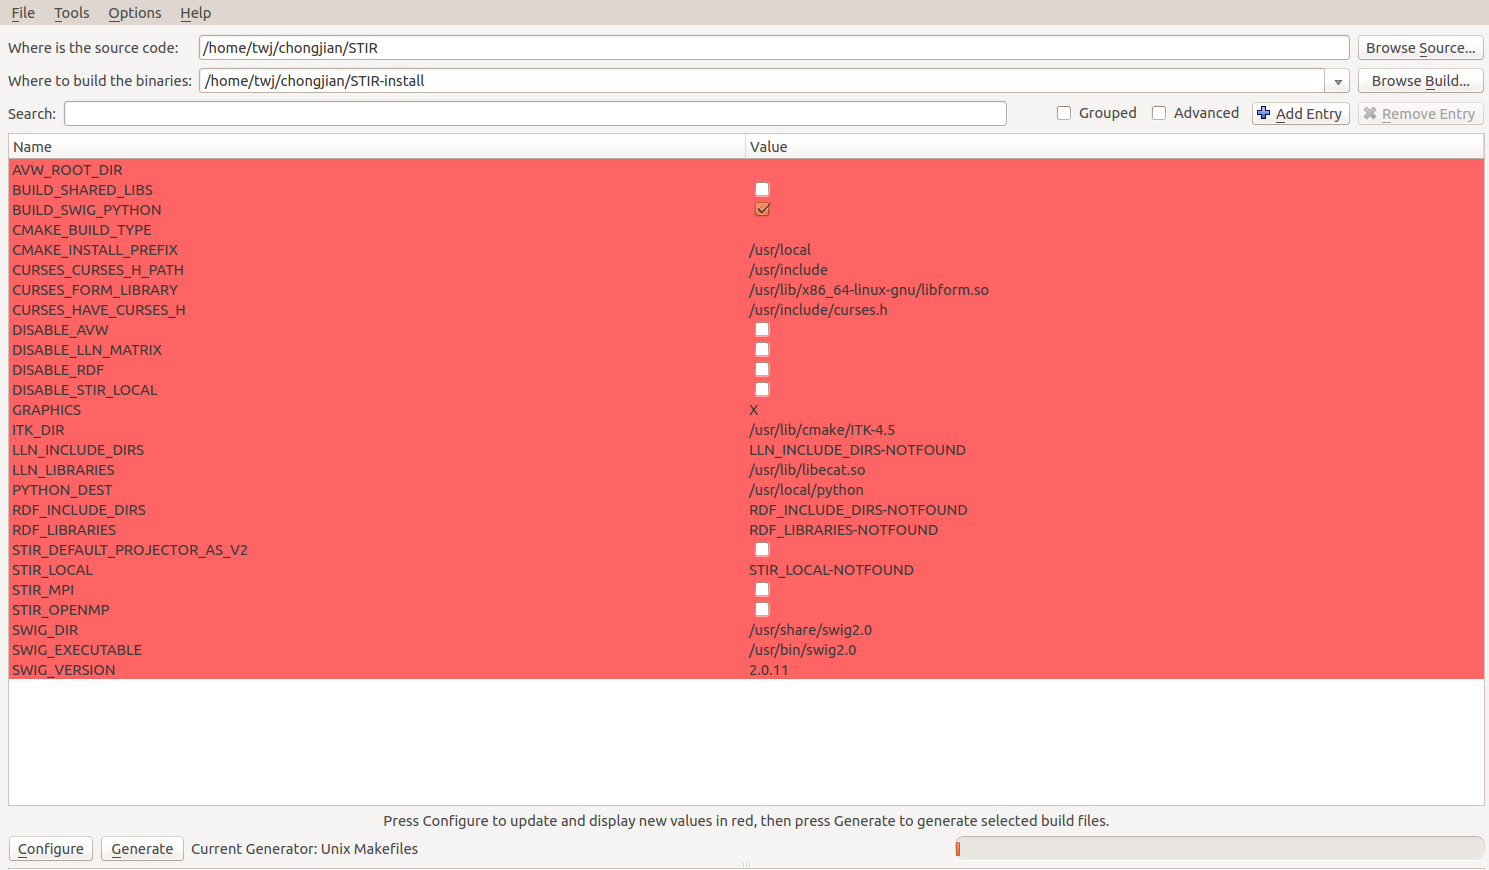 File Tools Options Help
Where is the source code: /home/twj/chongjian/STIR Browse Source...
Where to build the binaries: /home/twj/chongjian/STIR-install Browse Build...
Search: Grouped Advanced Add Entry Remove Entry
Name Value
AVW_ROOT_DIR
BUILD_SHARED_LIBS
BUILD_SWIG_PYTHON
CMAKE_BUILD_TYPE
CMAKE_INSTALL_PREFIX /usr/local
CURSES_CURSES_H_PATH /usr/include
CURSES_FORM_LIBRARY /usr/lib/x86_64-linux-gnu/libform.so
CURSES_HAVE_CURSES_H /usr/include/curses.h
DISABLE_AVW
DISABLE_LLN_MATRIX
DISABLE_RDF
DISABLE_STIR_LOCAL
GRAPHICS X
ITK_DIR /usr/lib/cmake/ITK-4.5
LLN_INCLUDE_DIRS LLN_INCLUDE_DIRS-NOTFOUND
LLN_LIBRARIES /usr/lib/libecat.so
PYTHON_DEST /usr/local/python
RDF_INCLUDE_DIRS RDF_INCLUDE_DIRS-NOTFOUND
RDF_LIBRARIES RDF_LIBRARIES-NOTFOUND
STIR_DEFAULT_PROJECTOR_AS_V2
STIR_LOCAL STIR_LOCAL-NOTFOUND
STIR_MPI
STIR_OPENMP
SWIG_DIR /usr/share/swig2.0
SWIG_EXECUTABLE /usr/bin/swig2.0
SWIG_VERSION 2.0.11
Press Configure to update and display new values in red, then press Generate to generate selected build files.
Configure Generate Current Generator: Unix Makefiles